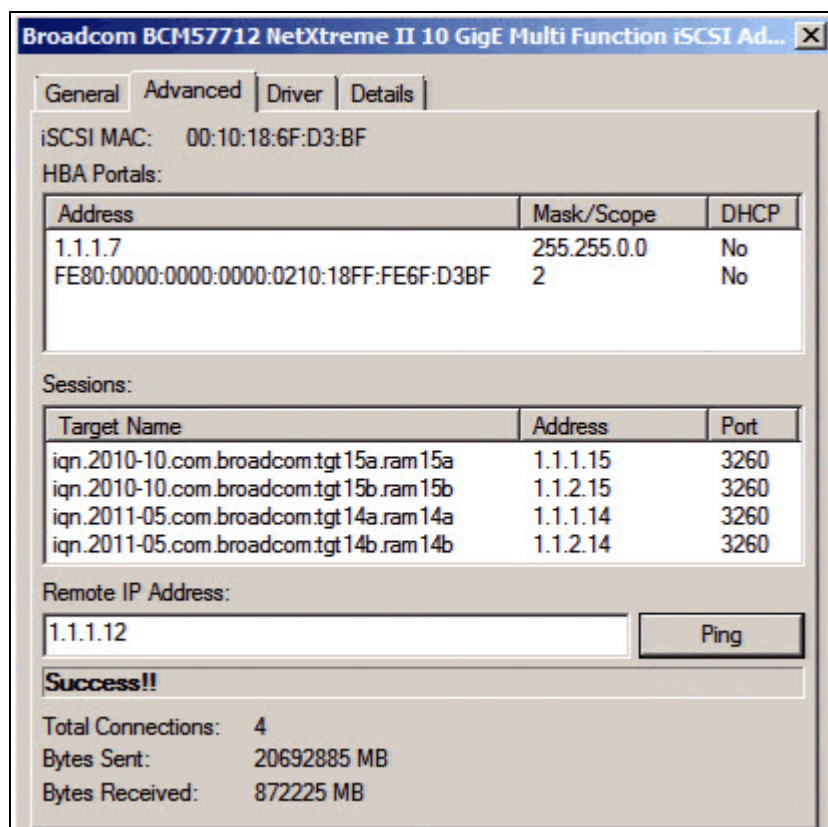 Broadcom BCM57712 NetXtreme II 10 GigE Multi Function iSCSI Ad...
General Advanced Driver Details
iSCSI MAC: 00:10:18:6F:D3:BF
HBA Portals:
Address Mask/Scope DHCP
1.1.1.7 255.255.0.0 No
FE80:0000:0000:0000:0210:18FF:FE6F:D3BF 2 No
Sessions:
Target Name Address Port
iqn.2010-10.com.broadcom:tgt15a.ram15a 1.1.1.15 3260
iqn.2010-10.com.broadcom:tgt15b.ram15b 1.1.2.15 3260
iqn.2011-05.com.broadcom:tgt14a.ram14a 1.1.1.14 3260
iqn.2011-05.com.broadcom:tgt14b.ram14b 1.1.2.14 3260
Remote IP Address:
1.1.1.12 Ping
Success!!
Total Connections: 4
Bytes Sent: 20692885 MB
Bytes Received: 872225 MB